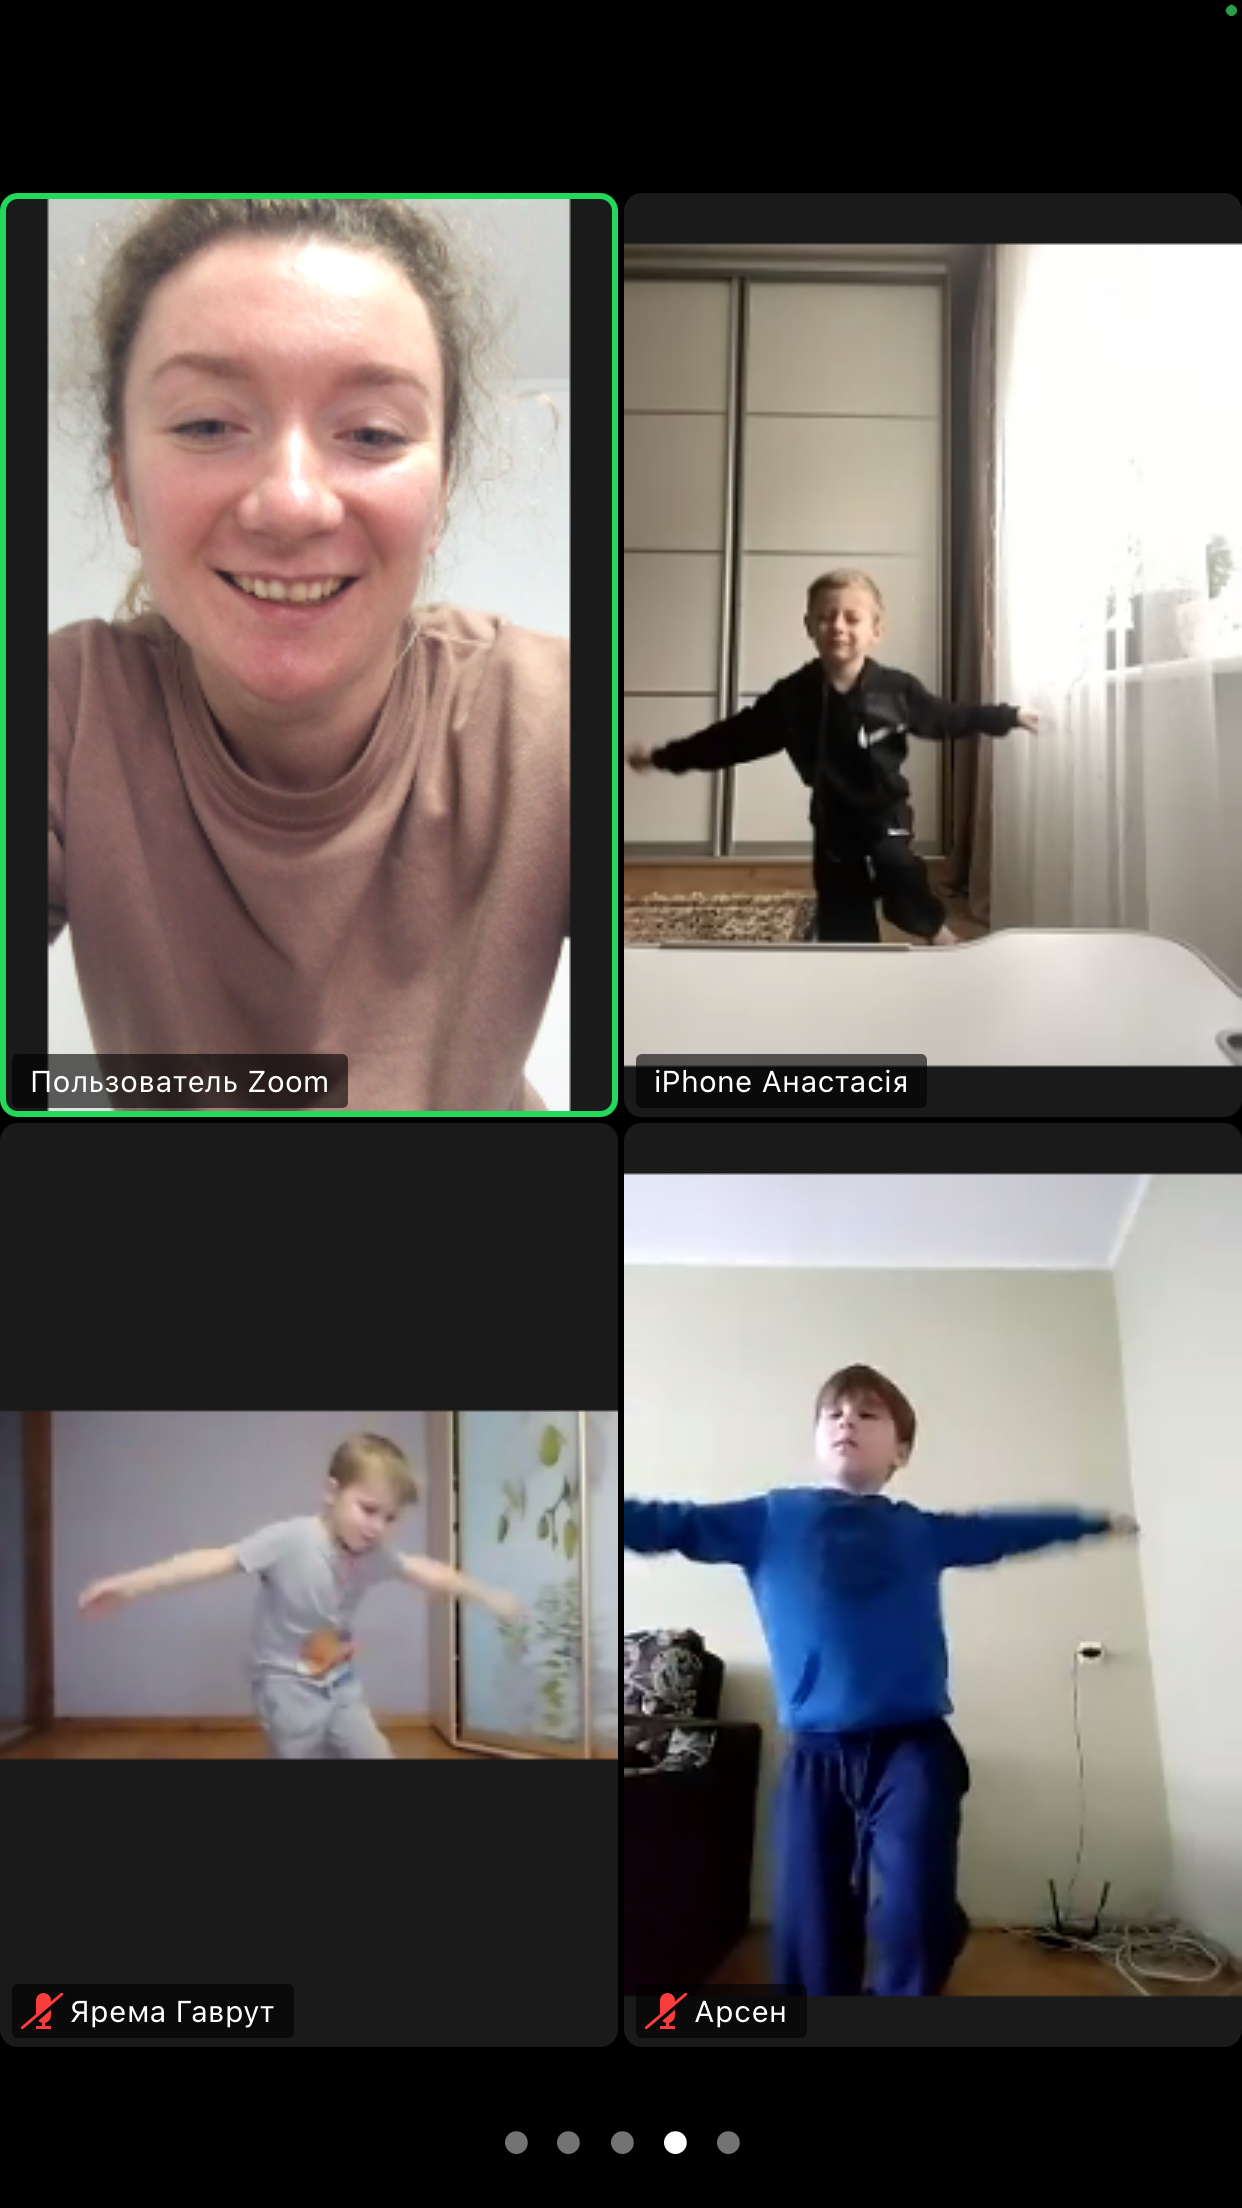 Пользователь Zoom
iPhone Анастасія
Ярема Гаврут
Арсен